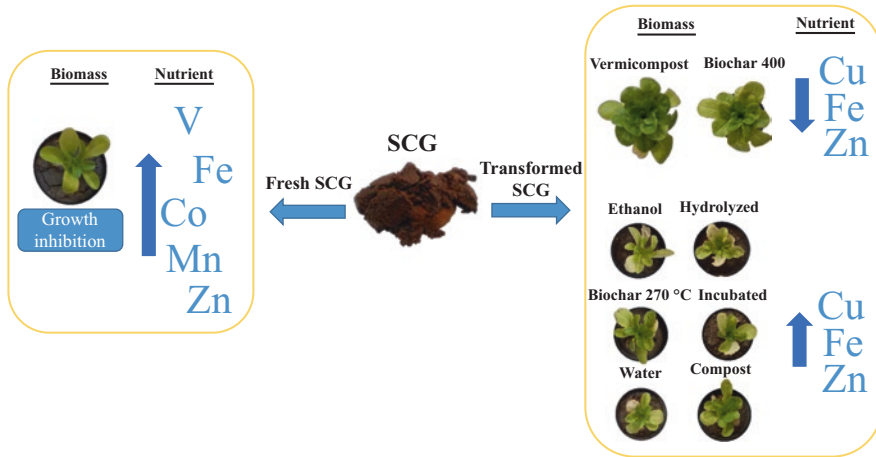 Biomass Nutrient
V
Fe
Co
Mn
Zn
Growth
inhibition
Fresh SCG
SCG
Transformed
SCG
Biomass Nutrient
Vermicompost Biochar 400
Cu
Fe
Zn
Ethanol Hydrolyzed
Biochar 270 °C Incubated
Water Compost
Cu
Fe
Zn